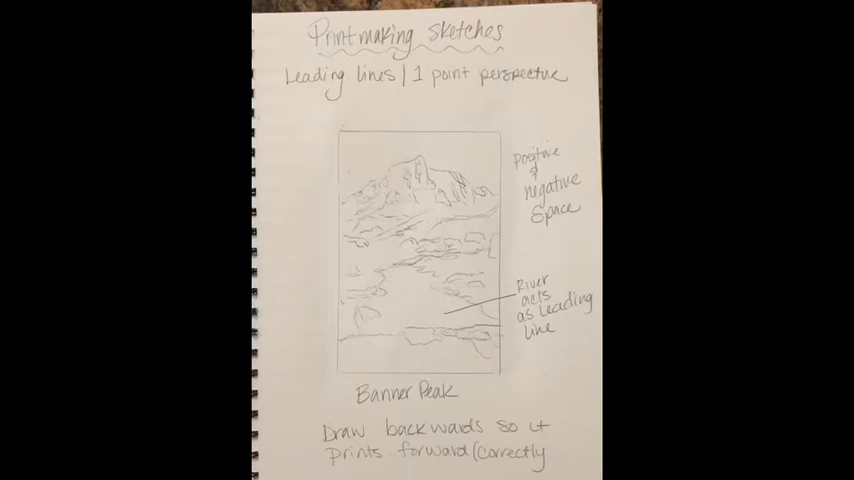 Printmaking Sketches
Leading lines | 1 point perspective
positive
&
negative
space
River
acts
as leading
line
Banner Peak
Draw backwards so it
prints forward (correctly